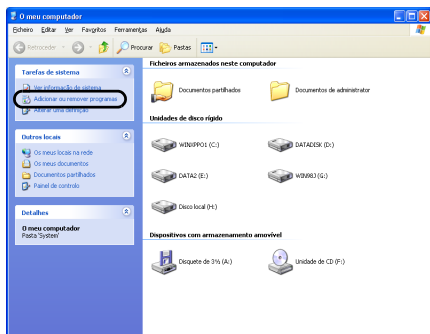 O meu computador
Ficheiro Editar Ver Favoritos Ferramentas Ajuda
Retroceder Procurar Pastas
Tarefas de sistema
Ver informação de sistema
Adicionar ou remover programas
Alterar uma definição
Outros locais
Os meus locais na rede
Os meus documentos
Documentos partilhados
Painel de controlo
Detalhes
O meu computador
Pasta 'System'
Ficheiros armazenados neste computador
Documentos partilhados
Documentos de administrator
Unidades de disco rígido
WINXPPO1 (C:)
DATADISK (D:)
DATA2 (E:)
WIN98J (G:)
Disco local (H:)
Dispositivos com armazenamento amovível
Disquete de 3½ (A:)
Unidade de CD (F:)